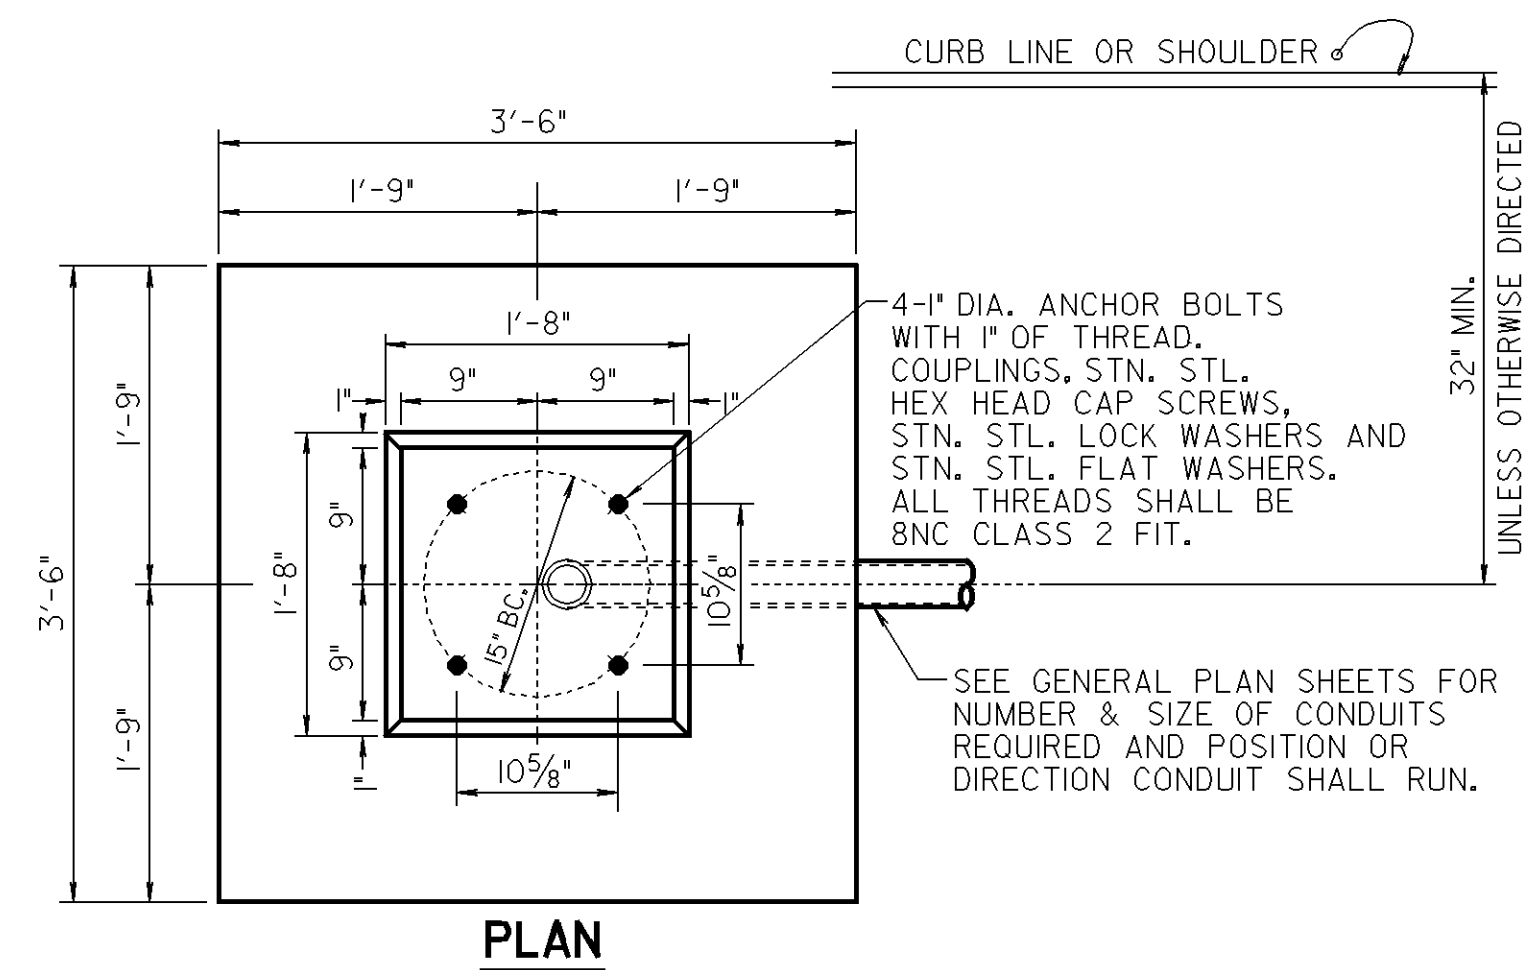 CURB LINE OR SHOULDER
3'-6"
1'-9" 1'-9"
32" MIN.
UNLESS OTHERWISE DIRECTED
4-1" DIA. ANCHOR BOLTS
WITH 1" OF THREAD.
COUPLINGS, STN. STL.
HEX HEAD CAP SCREWS,
STN. STL. LOCK WASHERS AND
STN. STL. FLAT WASHERS.
ALL THREADS SHALL BE
8NC CLASS 2 FIT.
1'-8"
9" 9"
1" 1"
1'-9"
9"
3'-6"
1'-8"
15" BC.
10 5/8"
9"
1'-9"
1"
10 5/8"
SEE GENERAL PLAN SHEETS FOR
NUMBER & SIZE OF CONDUITS
REQUIRED AND POSITION OR
DIRECTION CONDUIT SHALL RUN.
PLAN